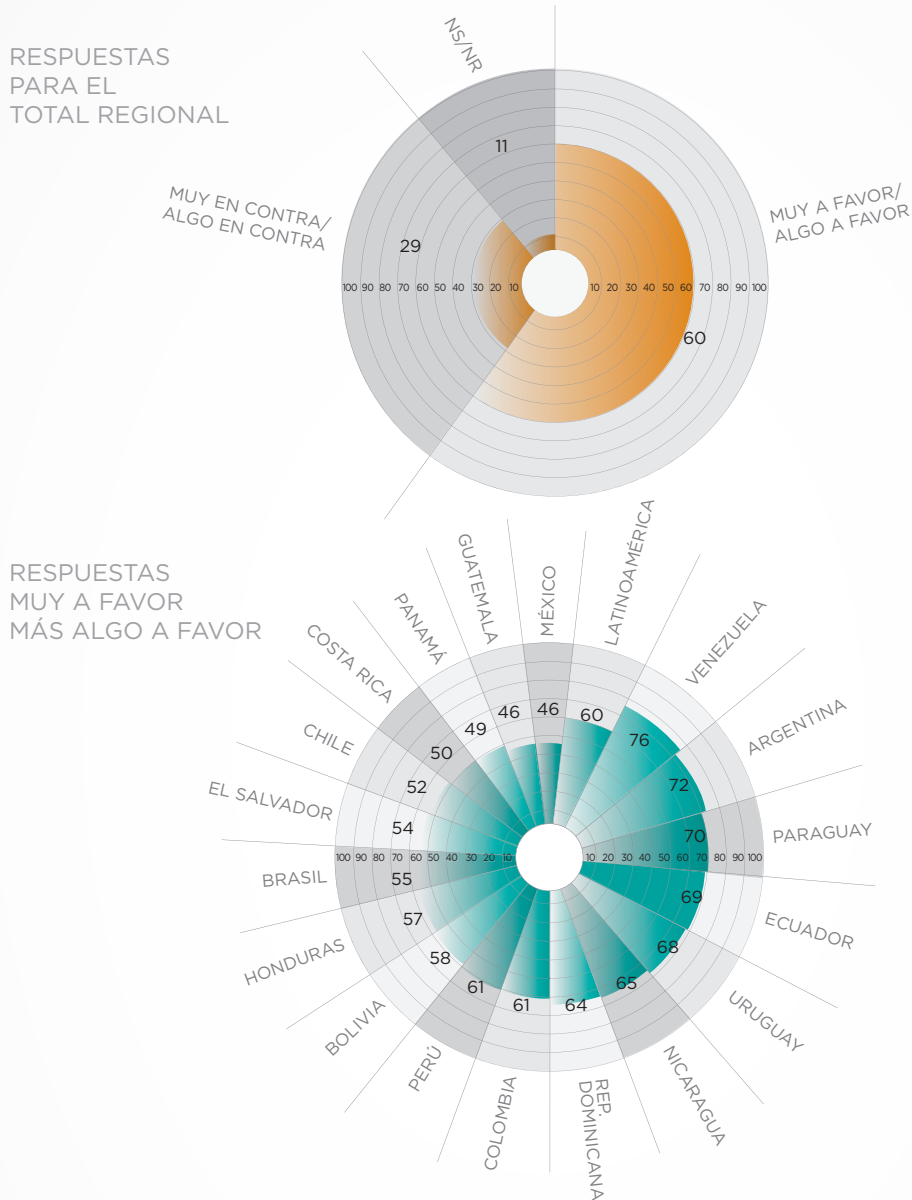 RESPUESTAS
PARA EL
TOTAL REGIONAL
NS/NR
11
MUY EN CONTRA/
ALGO EN CONTRA
29
MUY A FAVOR/
ALGO A FAVOR
100 90 80 70 60 50 40 30 20 10
10 20 30 40 50 60 70 80 90 100
60
RESPUESTAS
MUY A FAVOR
MÁS ALGO A FAVOR
LATINOAMÉRICA
60
VENEZUELA
76
ARGENTINA
72
PARAGUAY
70
ECUADOR
69
URUGUAY
68
NICARAGUA
65
REP.
DOMINICANA
64
COLOMBIA
61
PERÚ
61
BOLIVIA
58
HONDURAS
57
BRASIL
55
EL SALVADOR
54
CHILE
52
COSTA RICA
50
PANAMÁ
49
GUATEMALA
46
MÉXICO
46
100 90 80 70 60 50 40 30 20 10
10 20 30 40 50 60 70 80 90 100